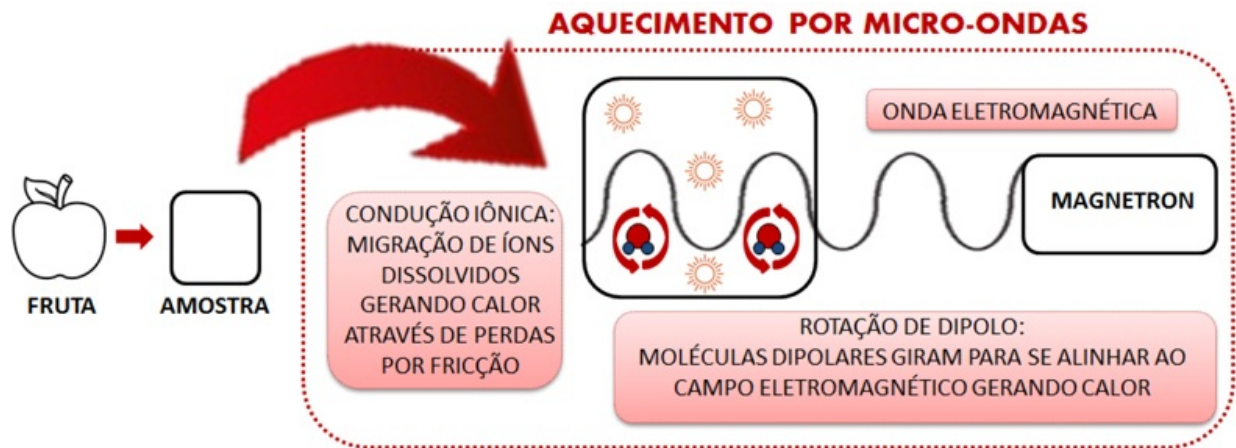 AQUECIMENTO POR MICRO-ONDAS
ONDA ELETROMAGNÉTICA
MAGNETRON
CONDUÇÃO IÔNICA:
MIGRAÇÃO DE ÍONS
DISSOLVIDOS
GERANDO CALOR
ATRAVÉS DE PERDAS
POR FRICÇÃO
FRUTA
AMOSTRA
ROTAÇÃO DE DIPOLO:
MOLÉCULAS DIPOLARES GIRAM PARA SE ALINHAR AO
CAMPO ELETROMAGNÉTICO GERANDO CALOR